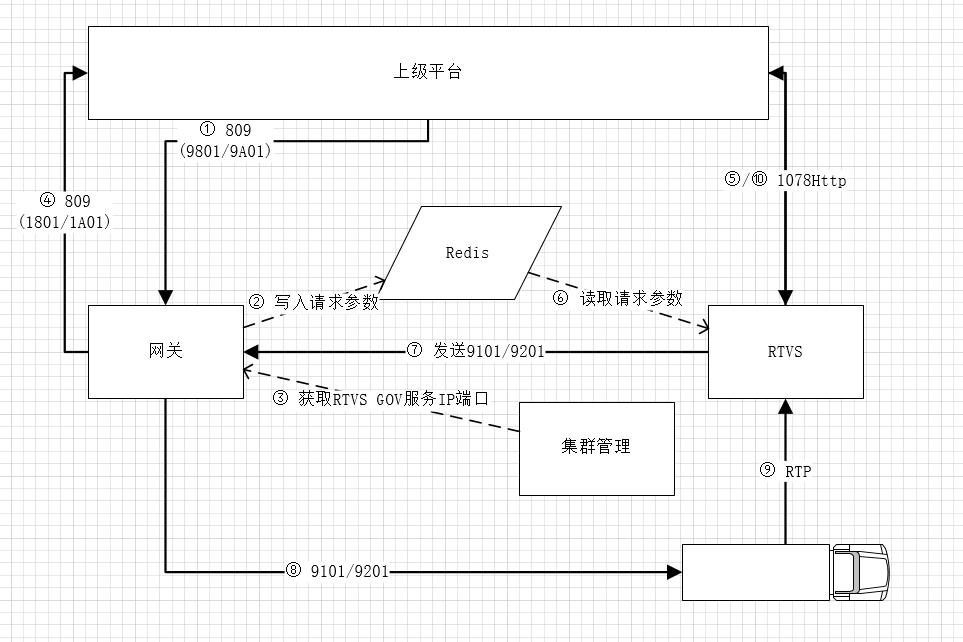 上级平台
① 809
(9801/9A01)
⑤/⑩ 1078Http
④ 809
(1801/1A01)
Redis
② 写入请求参数
⑥ 读取请求参数
网关
⑦ 发送9101/9201
RTVS
③ 获取RTVS GOV服务IP端口
集群管理
⑨ RTP
⑧ 9101/9201